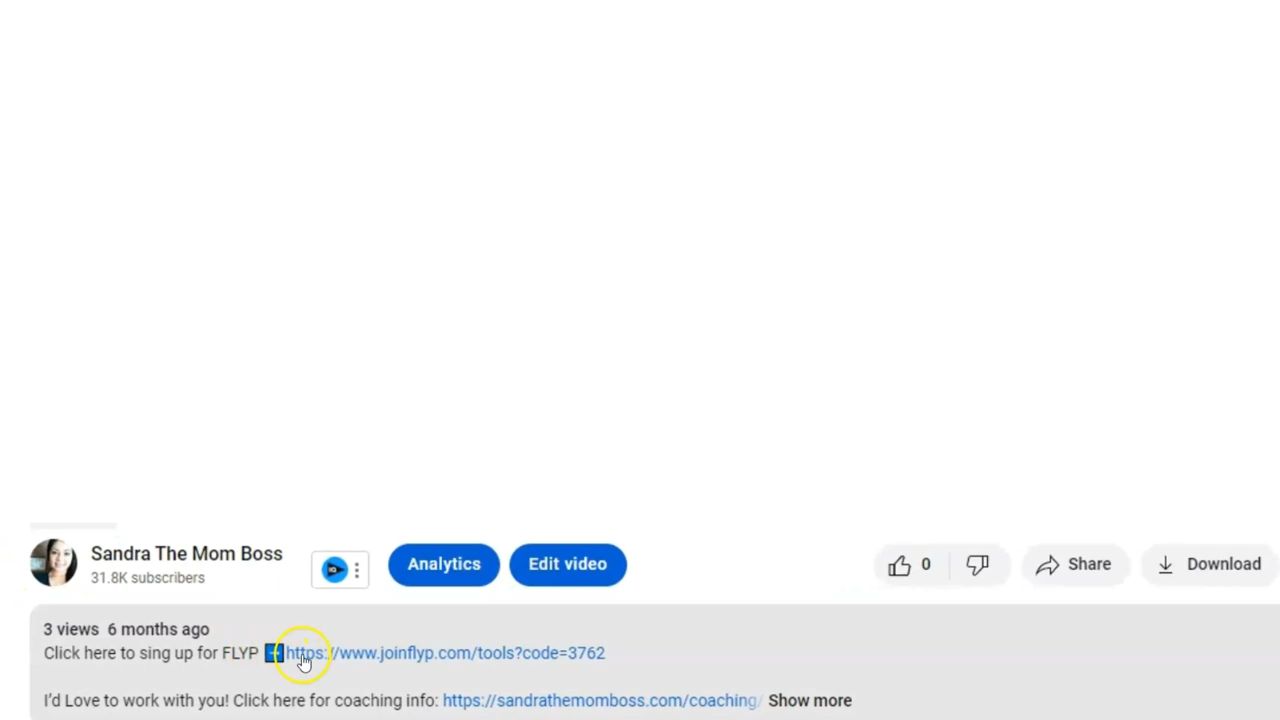 Sandra The Mom Boss
31.8K subscribers
Analytics
Edit video
0
Share
Download
3 views 6 months ago
Click here to sing up for FLYP ➡ https://www.joinflyp.com/tools?code=3762
I'd Love to work with you! Click here for coaching info: https://sandrathemomboss.com/coaching/ Show more